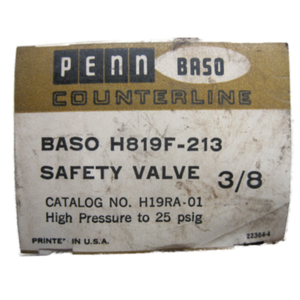 PENN BASO
COUNTERLINE
BASO H819F-213
SAFETY VALVE 3/8
CATALOG NO. H19RA-01
High Pressure to 25 psig
PRINTE" IN U.S.A.